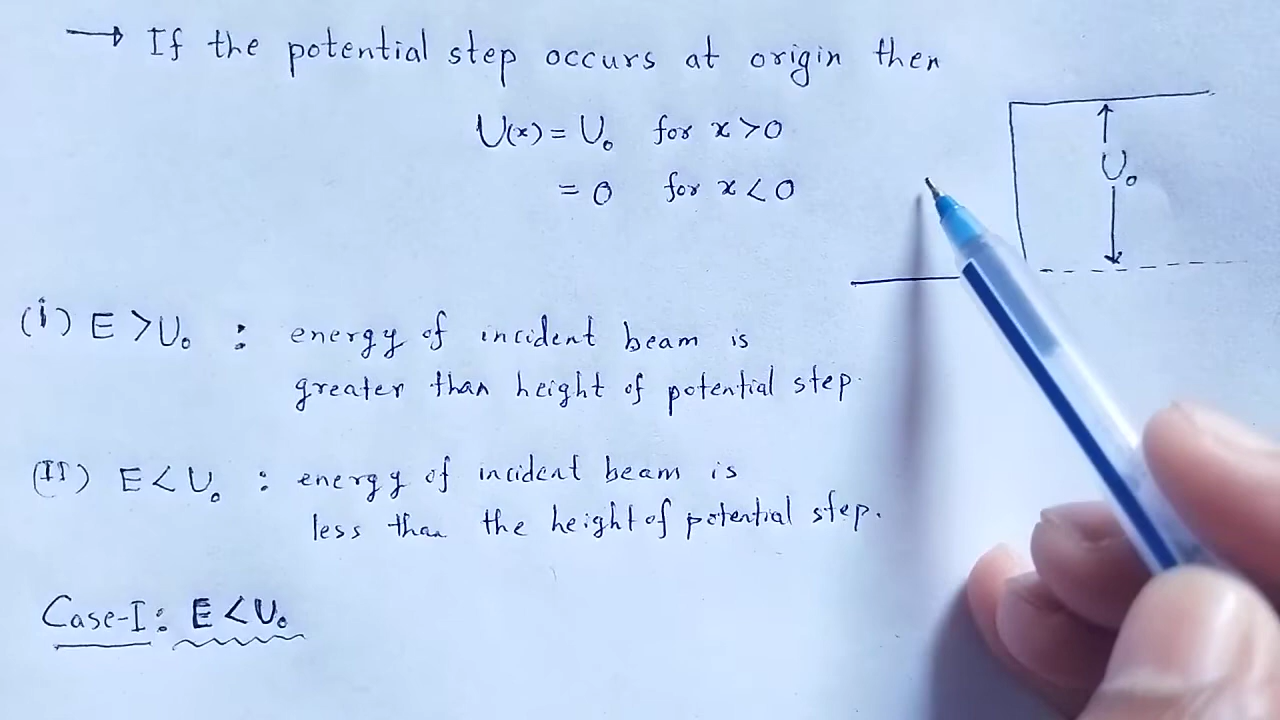 → If the potential step occurs at origin then
U(x) = U₀ for x > 0
= 0 for x < 0
U₀
(i) E > U₀ : energy of incident beam is
greater than height of potential step.
(II) E < U₀ : energy of incident beam is
less than the height of potential step.
Case-I: E < U₀